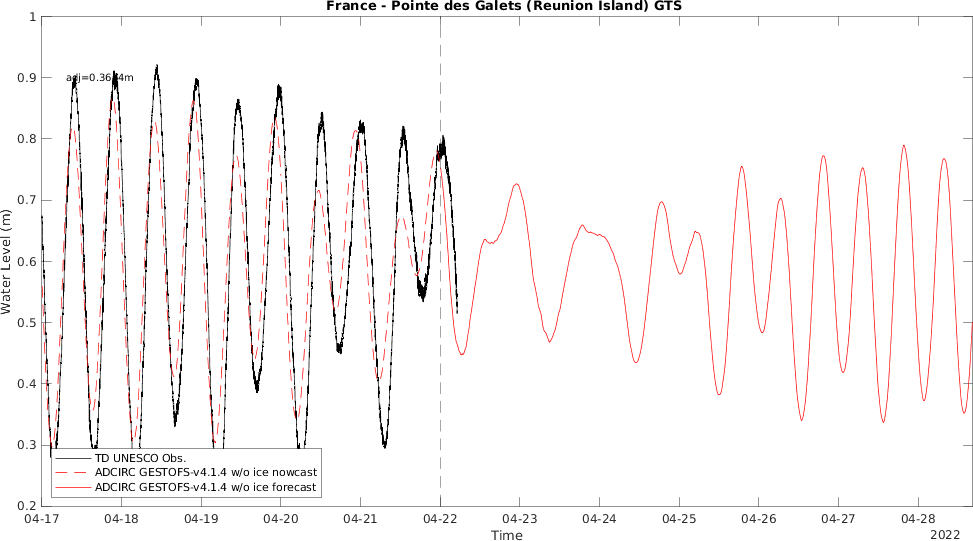 France - Pointe des Galets (Reunion Island) GTS
1
0.9
0.8
0.7
0.6
0.5
0.4
0.3
0.2
Water Level (m)
TD UNESCO Obs.
ADCIRC GESTOFS-v4.1.4 w/o ice nowcast
ADCIRC GESTOFS-v4.1.4 w/o ice forecast
04-17 04-18 04-19 04-20 04-21 04-22 04-23 04-24 04-25 04-26 04-27 04-28
Time
2022